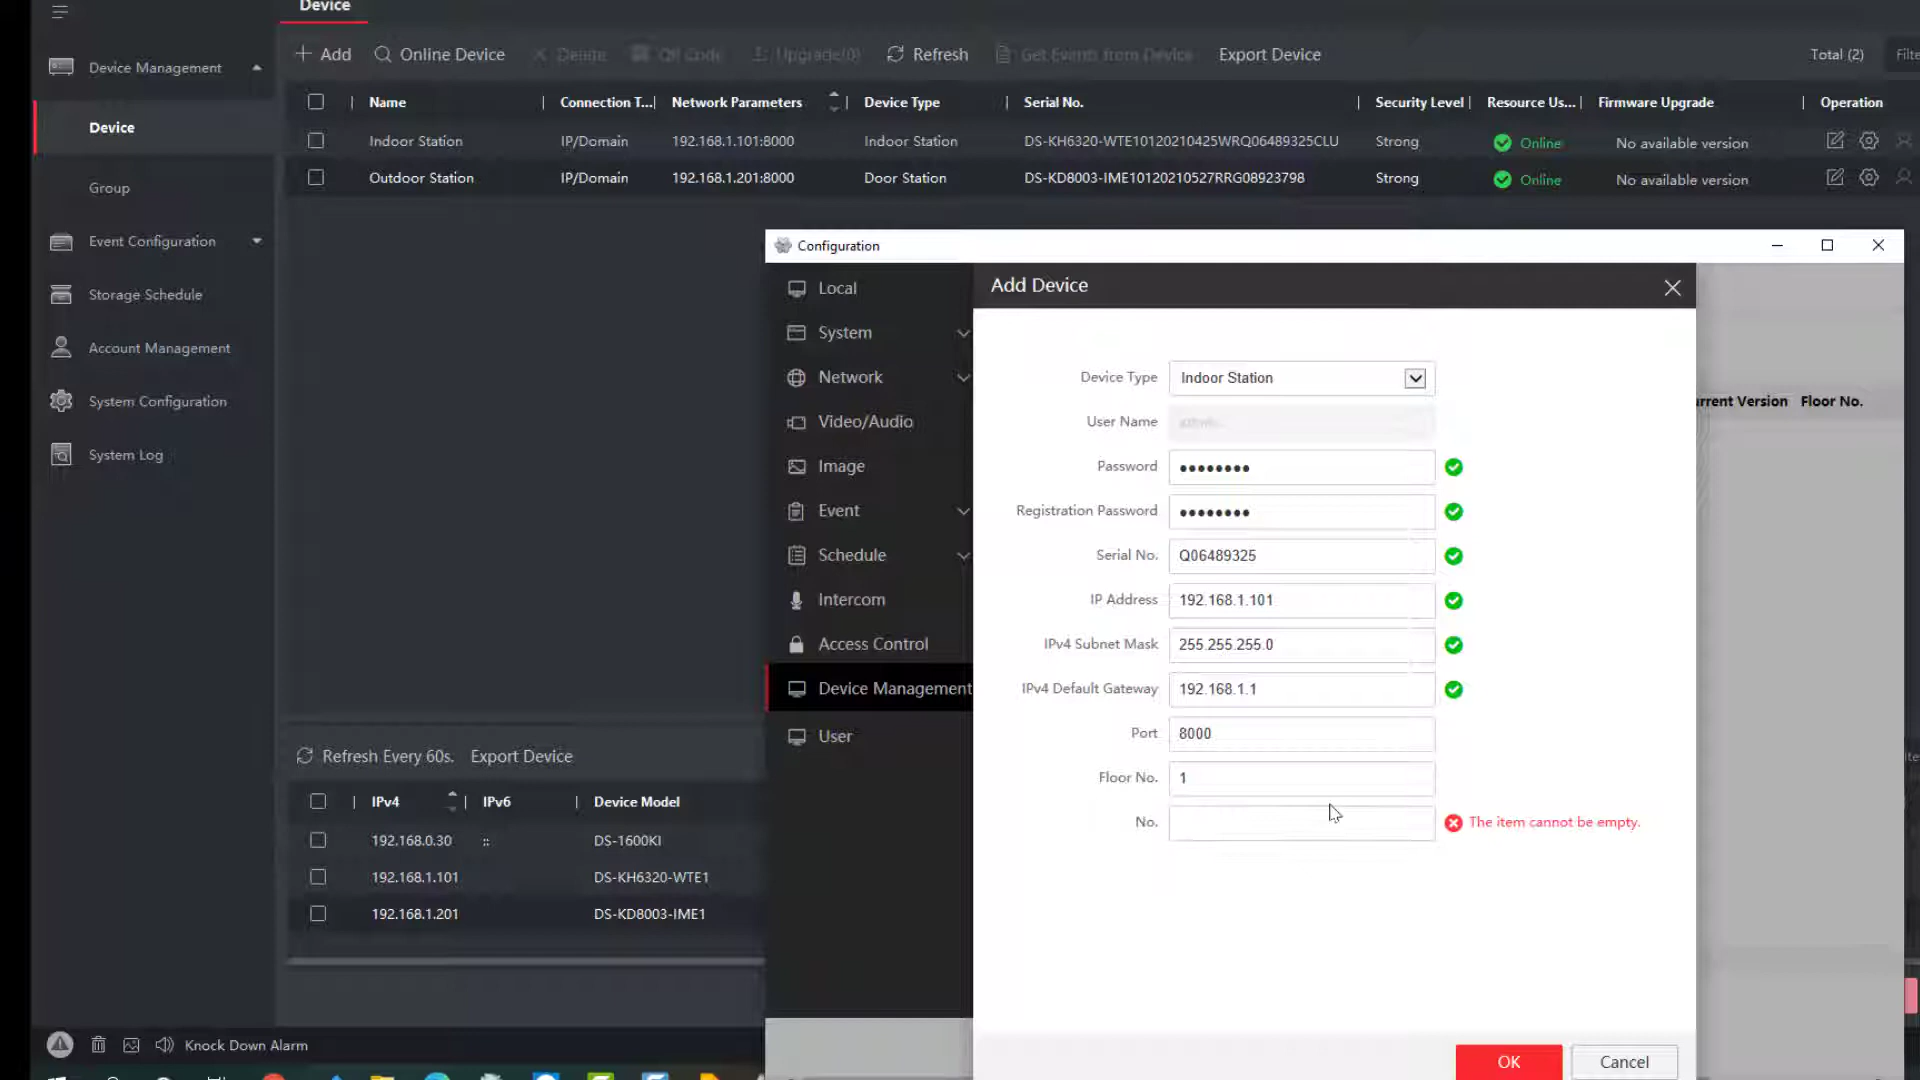 Device
Device Management
Device
Group
Event Configuration
Storage Schedule
Account Management
System Configuration
System Log
Add
Online Device
Delete
QR Code
Upgrade(0)
Refresh
Get Events from Device
Export Device
Total (2)
Name Connection T... Network Parameters Device Type Serial No. Security Level Resource Us... Firmware Upgrade Operation
Indoor Station IP/Domain 192.168.1.101:8000 Indoor Station DS-KH6320-WTE10120210425WRQ06489325CLU Strong Online No available version
Outdoor Station IP/Domain 192.168.1.201:8000 Door Station DS-KD8003-IME10120210527RRG08923798 Strong Online No available version
Configuration
Local
System
Network
Video/Audio
Image
Event
Schedule
Intercom
Access Control
Device Management
User
Add Device
Device Type Indoor Station
User Name
Password ••••••••
Registration Password ••••••••
Serial No. Q06489325
IP Address 192.168.1.101
IPv4 Subnet Mask 255.255.255.0
IPv4 Default Gateway 192.168.1.1
Port 8000
Floor No. 1
No. The item cannot be empty.
OK Cancel
Version Floor No.
Refresh Every 60s. Export Device
IPv4 IPv6 Device Model
192.168.0.30 :: DS-1600KI
192.168.1.101 DS-KH6320-WTE1
192.168.1.201 DS-KD8003-IME1
Knock Down Alarm